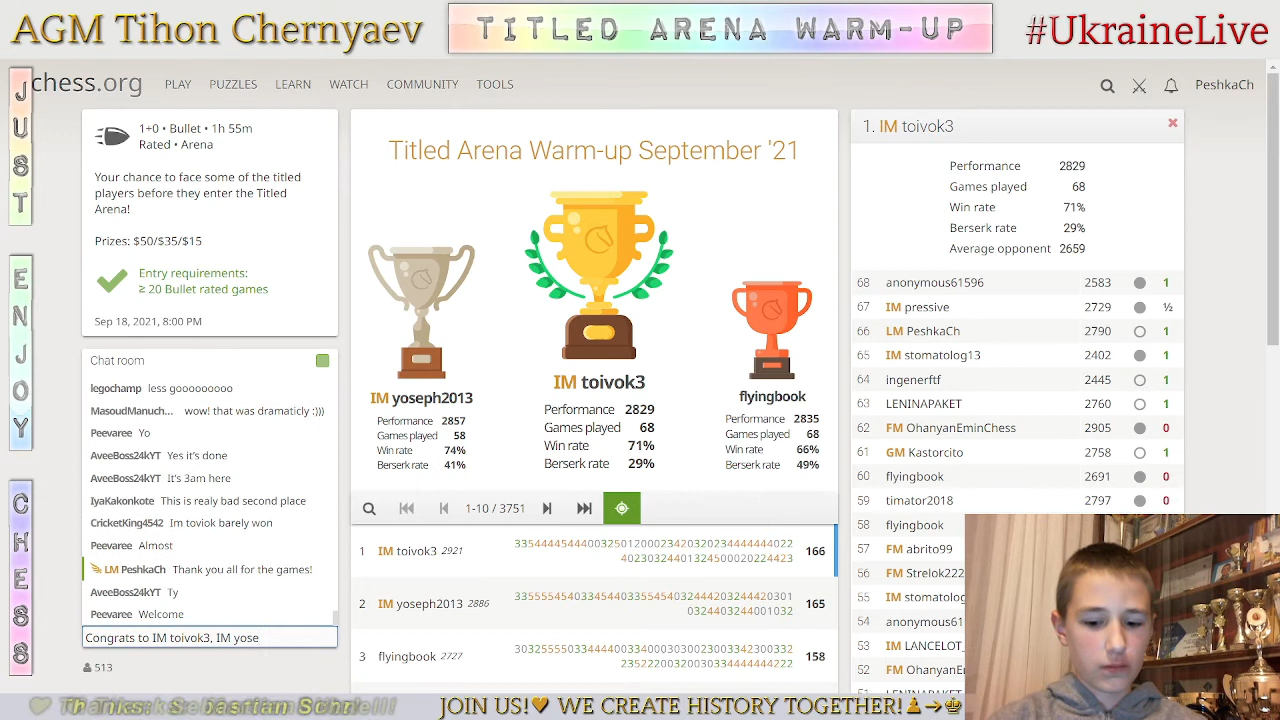 AGM Tihon Chernyaev
TITLED ARENA WARM-UP
#UkraineLive
JUST
ENJOY
CHESS
chess.org
PLAY PUZZLES LEARN WATCH COMMUNITY TOOLS
PeshkaCh
1+0 • Bullet • 1h 55m
Rated • Arena
Your chance to face some of the titled
players before they enter the Titled
Arena!
Prizes: $50/$35/$15
Entry requirements:
≥ 20 Bullet rated games
Sep 18, 2021, 8:00 PM
Chat room
legochamp less gooooooooo
MasoudManuch... wow! that was dramaticly :)))
Peevaree Yo
AveeBoss24kYT Yes it's done
AveeBoss24kYT It's 3am here
IyaKakonkote This is realy bad second place
CricketKing4542 Im toviok barely won
Peevaree Almost
LM PeshkaCh Thank you all for the games!
AveeBoss24kYT Ty
Peevaree Welcome
Congrats to IM toivok3, IM yose
513
Titled Arena Warm-up September '21
IM yoseph2013
Performance 2857
Games played 58
Win rate 74%
Berserk rate 41%
IM toivok3
Performance 2829
Games played 68
Win rate 71%
Berserk rate 29%
flyingbook
Performance 2835
Games played 68
Win rate 66%
Berserk rate 49%
1-10 / 3751
1 IM toivok3 2921
166
2 IM yoseph2013 2886
165
3 flyingbook 2727
158
1. IM toivok3
Performance 2829
Games played 68
Win rate 71%
Berserk rate 29%
Average opponent 2659
68 anonymous61596 2583 1
67 IM pressive 2729 ½
66 LM PeshkaCh 2790 1
65 IM stomatolog13 2402 1
64 ingenerftf 2445 1
63 LENINAPAKET 2760 1
62 FM OhanyanEminChess 2905 0
61 GM Kastorcito 2758 1
60 flyingbook 2691 0
59 timator2018 2797 0
58 flyingbook
57 FM abrito99
56 FM Strelok222
55 IM stomatolo
54 anonymous61
53 IM LANCELOT_
52 FM OhanyanEm
51 LENINAPAKET
JOIN US! WE CREATE HISTORY TOGETHER!